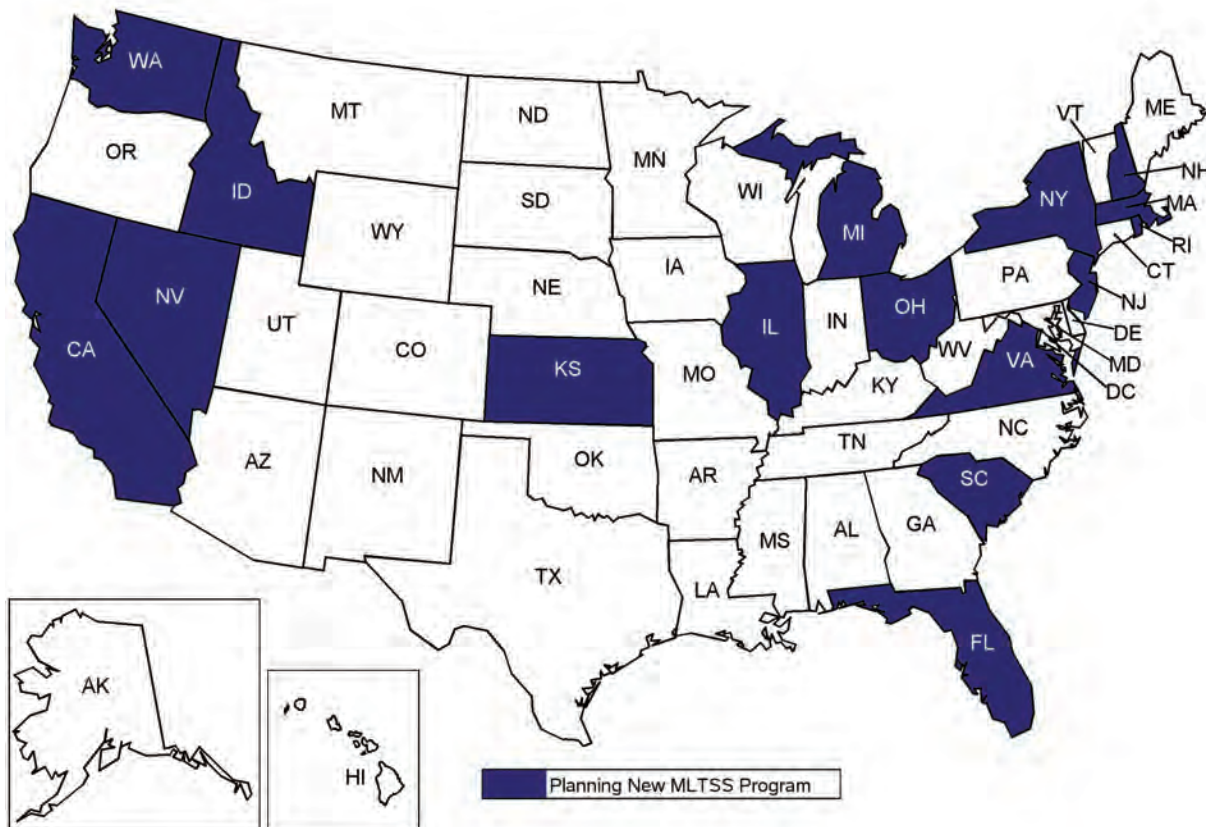 WA
MT
ND
MN
VT
ME
OR
ID
SD
WI
NY
NH
MA
WY
MI
RI
IA
PA
CT
NE
NV
NJ
UT
IL
IN
OH
DE
CO
WV
MD
CA
KS
MO
KY
VA
DC
NC
TN
AZ
OK
NM
AR
SC
MS
AL
GA
TX
LA
FL
AK
HI
Planning New MLTSS Program